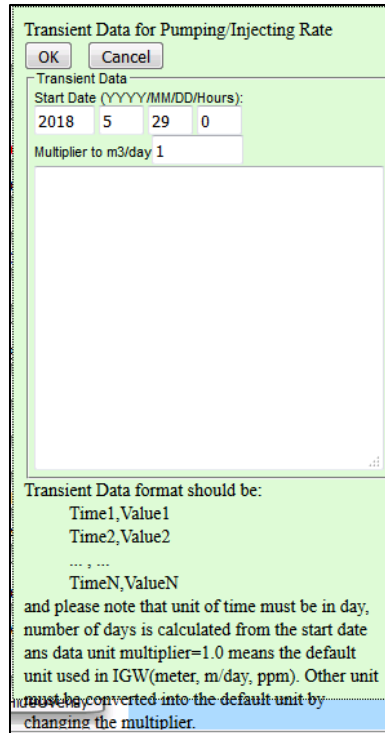 Transient Data for Pumping/Injecting Rate
OK Cancel
Transient Data
Start Date (YYYY/MM/DD/Hours):
2018 5 29 0
Multiplier to m3/day 1
Transient Data format should be:
Time1,Value1
Time2,Value2
... , ...
TimeN,ValueN
and please note that unit of time must be in day,
number of days is calculated from the start date
ans data unit multiplier=1.0 means the default
unit used in IGW(meter, m/day, ppm). Other unit
must be converted into the default unit by
changing the multiplier.